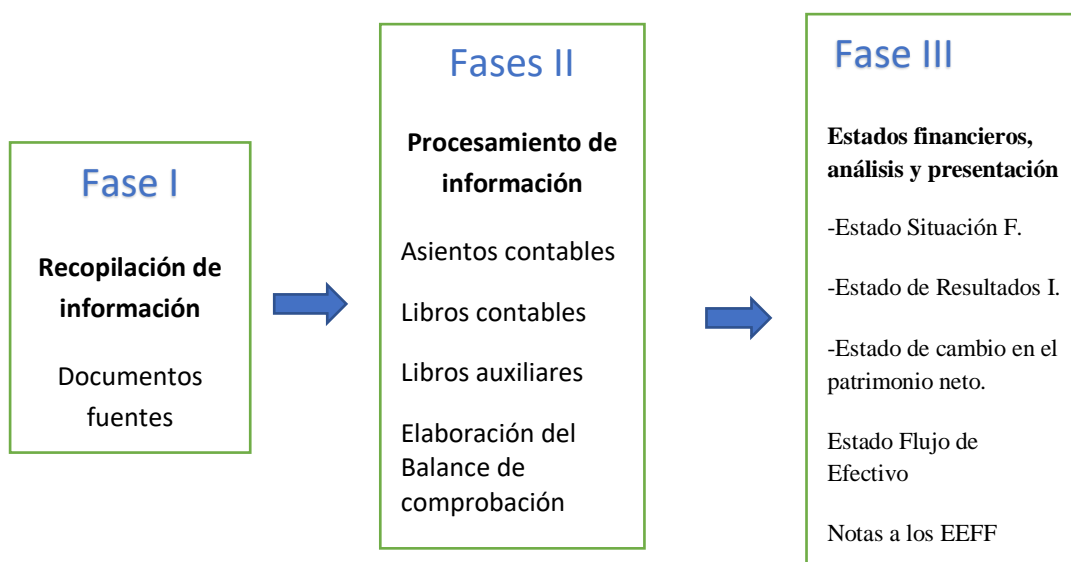 Fase I
Recopilación de
información
Documentos
fuentes
Fases II
Procesamiento de
información
Asientos contables
Libros contables
Libros auxiliares
Elaboración del
Balance de
comprobación
Fase III
Estados financieros,
análisis y presentación
-Estado Situación F.
-Estado de Resultados I.
-Estado de cambio en el
patrimonio neto.
Estado Flujo de
Efectivo
Notas a los EEFF